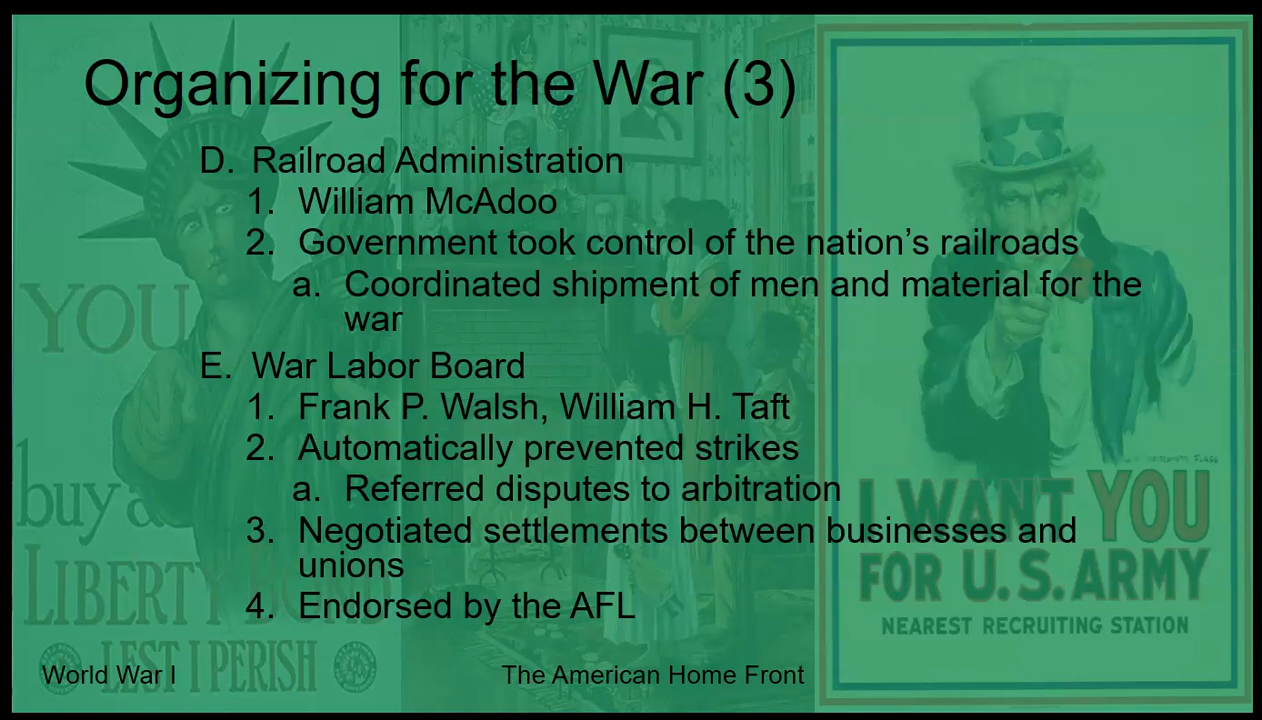 Organizing for the War (3)
D. Railroad Administration
1. William McAdoo
2. Government took control of the nation’s railroads
a. Coordinated shipment of men and material for the
war
E. War Labor Board
1. Frank P. Walsh, William H. Taft
2. Automatically prevented strikes
a. Referred disputes to arbitration
3. Negotiated settlements between businesses and
unions
4. Endorsed by the AFL
World War I
The American Home Front
YOU
buy a
LIBERTY
LEST I PERISH
I WANT YOU
FOR U.S. ARMY
NEAREST RECRUITING STATION